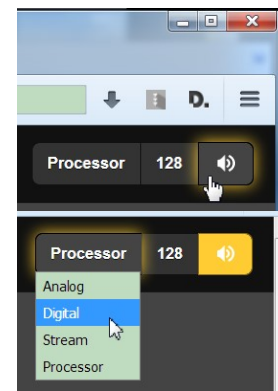 D.
Processor 128
Processor 128
Analog
Digital
Stream
Processor